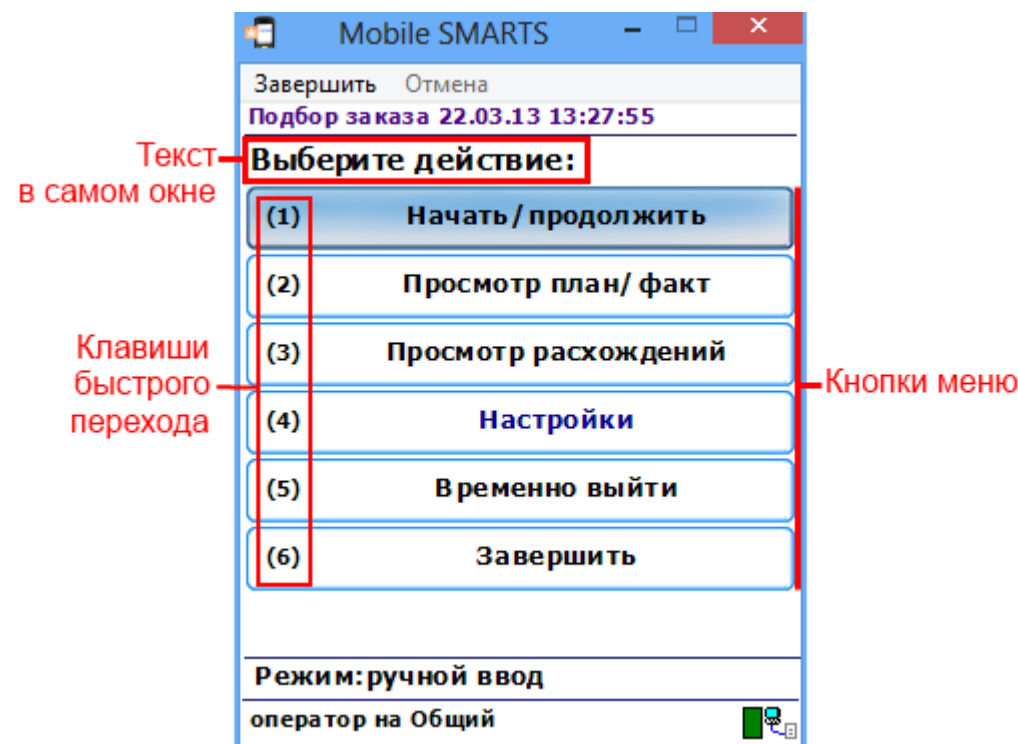 Mobile SMARTS
Завершить Отмена
Подбор заказа 22.03.13 13:27:55
Текст
в самом окне
Выберите действие:
(1) Начать/продолжить
(2) Просмотр план/ факт
(3) Просмотр расхождений
Клавиши
быстрого
перехода
Кнопки меню
(4) Настройки
(5) Временно выйти
(6) Завершить
Режим:ручной ввод
оператор на Общий